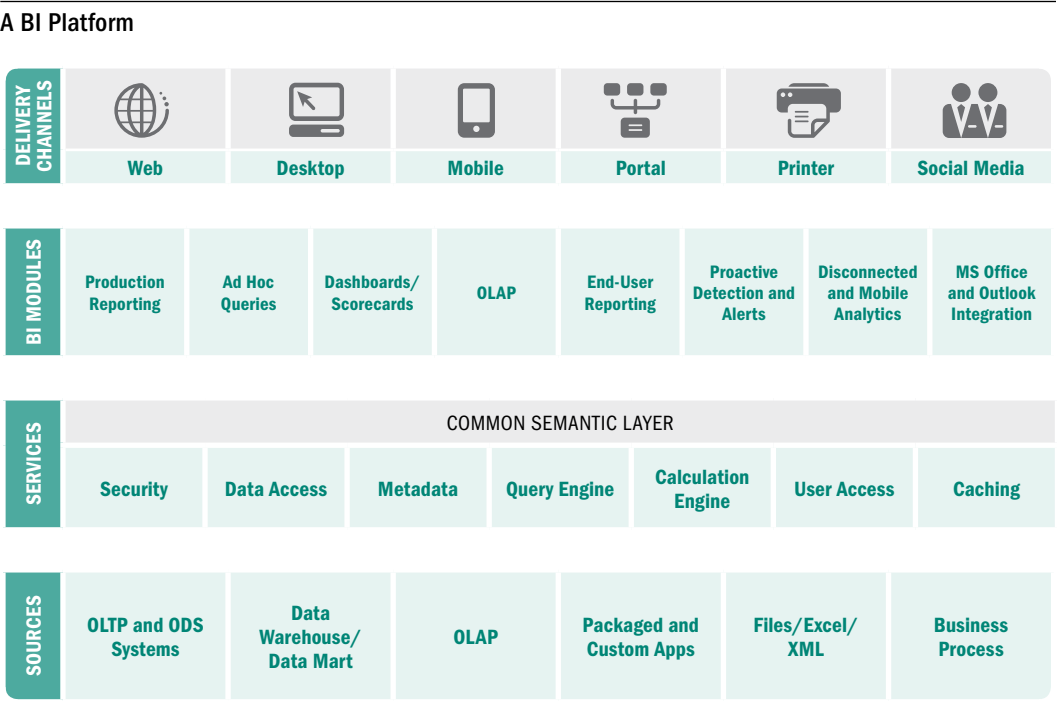 A BI Platform
DELIVERY
CHANNELS
Web
Desktop
Mobile
Portal
Printer
Social Media
BI MODULES
Production
Reporting
Ad Hoc
Queries
Dashboards/
Scorecards
OLAP
End-User
Reporting
Proactive
Detection and
Alerts
Disconnected
and Mobile
Analytics
MS Office
and Outlook
Integration
SERVICES
COMMON SEMANTIC LAYER
Security
Data Access
Metadata
Query Engine
Calculation
Engine
User Access
Caching
SOURCES
OLTP and ODS
Systems
Data
Warehouse/
Data Mart
OLAP
Packaged and
Custom Apps
Files/Excel/
XML
Business
Process